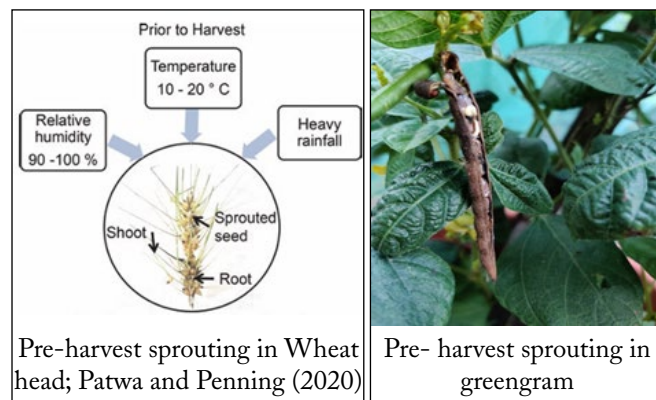 Prior to Harvest
Temperature
10 - 20 ° C
Relative
humidity
90 -100 %
Heavy
rainfall
Shoot
Sprouted
seed
Root
Pre-harvest sprouting in Wheat
head; Patwa and Penning (2020)
Pre- harvest sprouting in
greengram